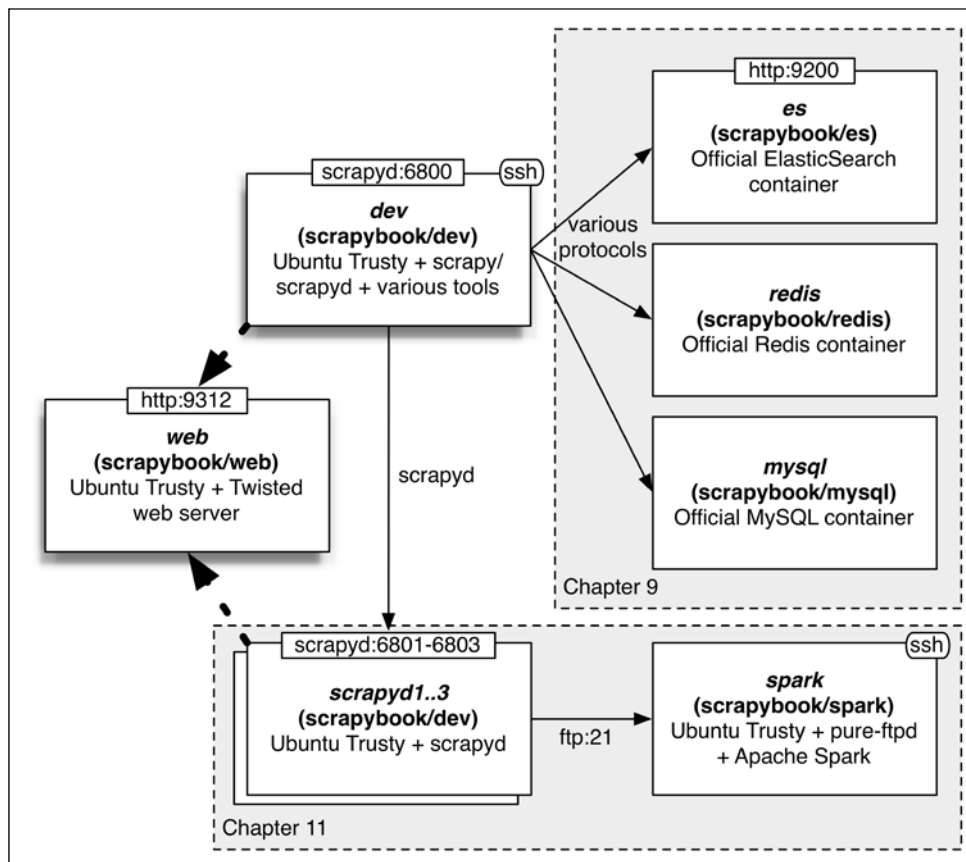 http:9200
es
(scrapybook/es)
Official ElasticSearch
container
scrapyd:6800
ssh
dev
(scrapybook/dev)
Ubuntu Trusty + scrapy/
scrapyd + various tools
various
protocols
redis
(scrapybook/redis)
Official Redis container
http:9312
web
(scrapybook/web)
Ubuntu Trusty + Twisted
web server
scrapyd
mysql
(scrapybook/mysql)
Official MySQL container
Chapter 9
scrapyd:6801-6803
scrapyd1..3
(scrapybook/dev)
Ubuntu Trusty + scrapyd
ftp:21
ssh
spark
(scrapybook/spark)
Ubuntu Trusty + pure-ftpd
+ Apache Spark
Chapter 11